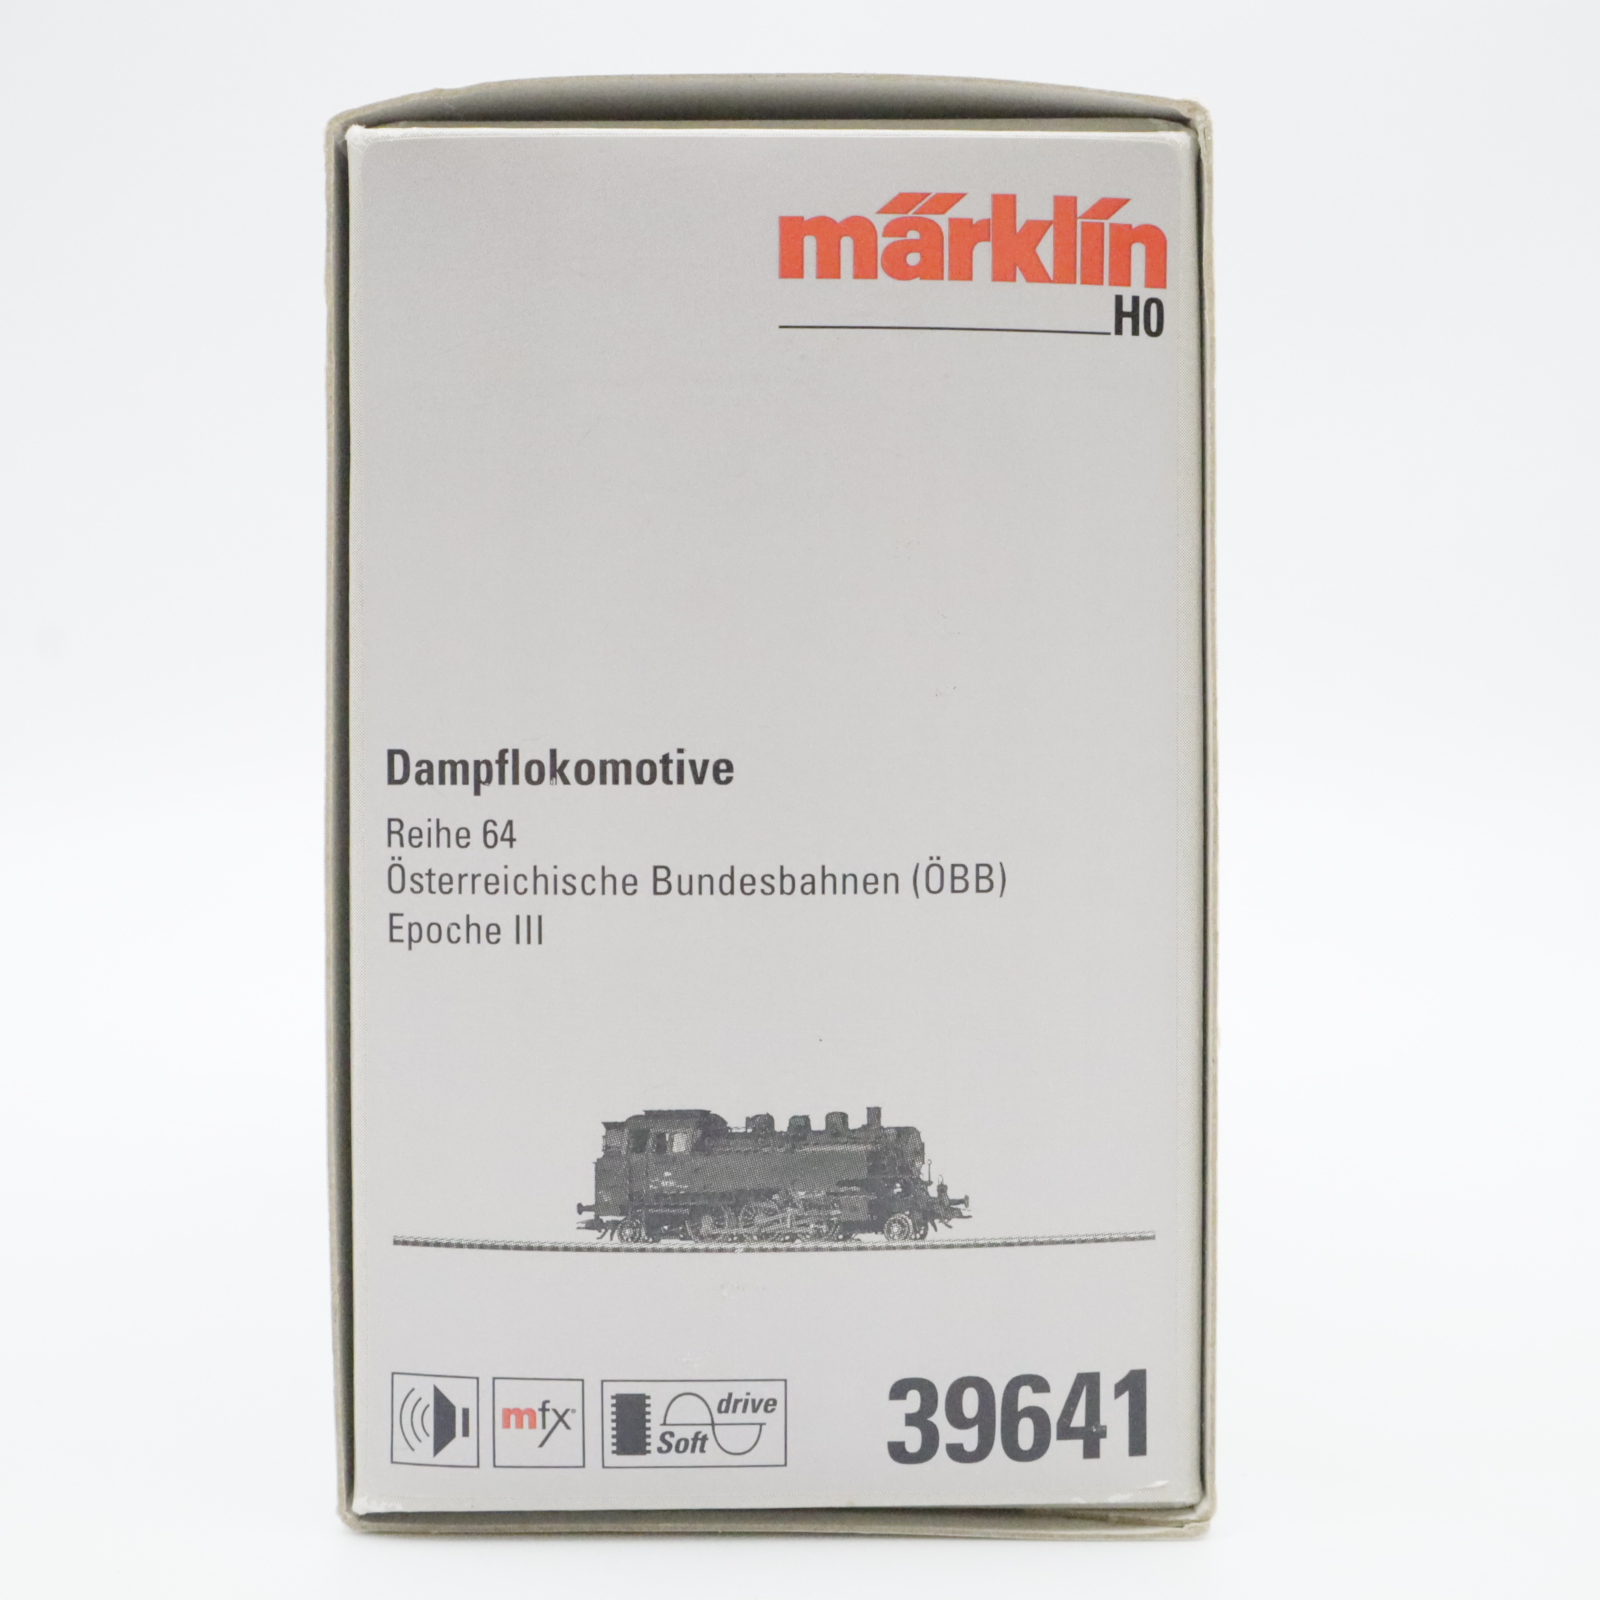 märklin
H0
Dampflokomotive
Reihe 64
Österreichische Bundesbahnen (ÖBB)
Epoche III
mfx
drive
Soft
39641